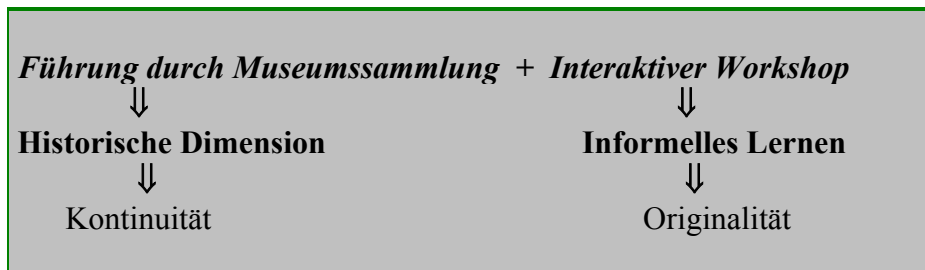 Führung durch Museumssammlung + Interaktiver Workshop
⇓ ⇓
Historische Dimension Informelles Lernen
⇓ ⇓
Kontinuität Originalität